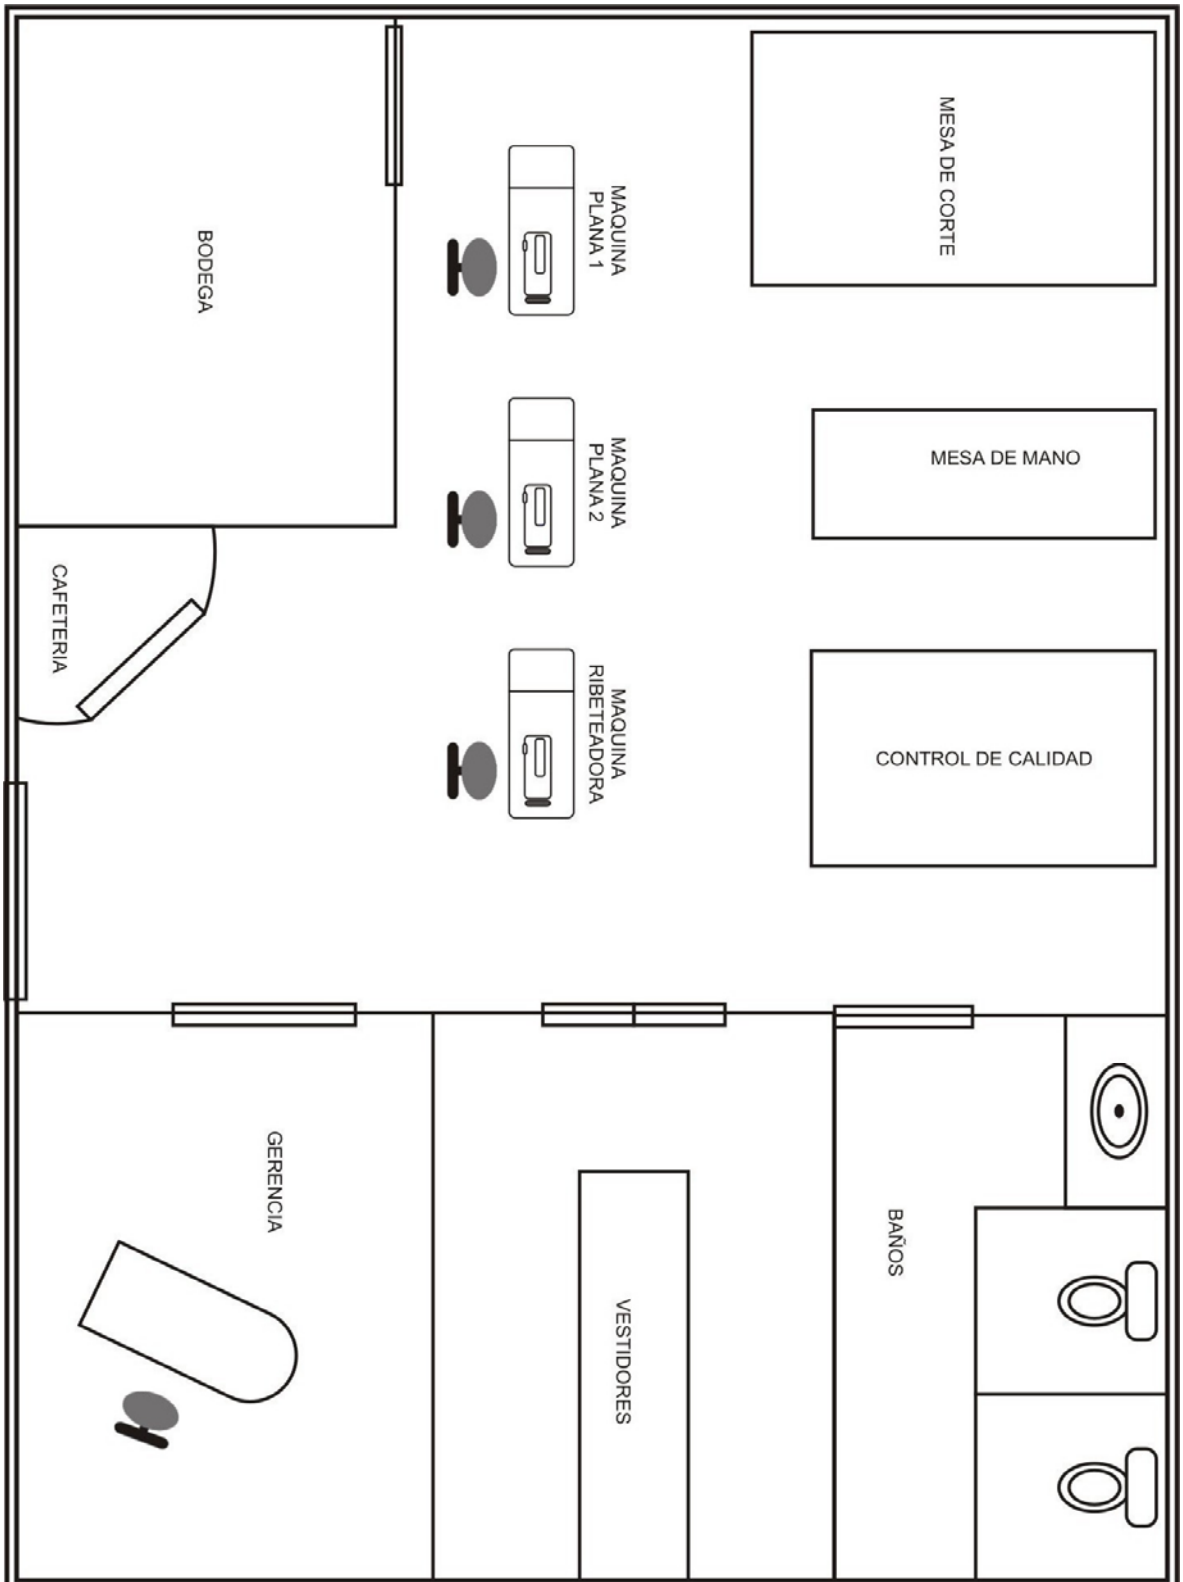 MESA DE CORTE
MAQUINA
PLANA 1
BODEGA
MESA DE MANO
MAQUINA
PLANA 2
CAFETERIA
MAQUINA
RIBETEADORA
CONTROL DE CALIDAD
GERENCIA
VESTIDORES
BAÑOS